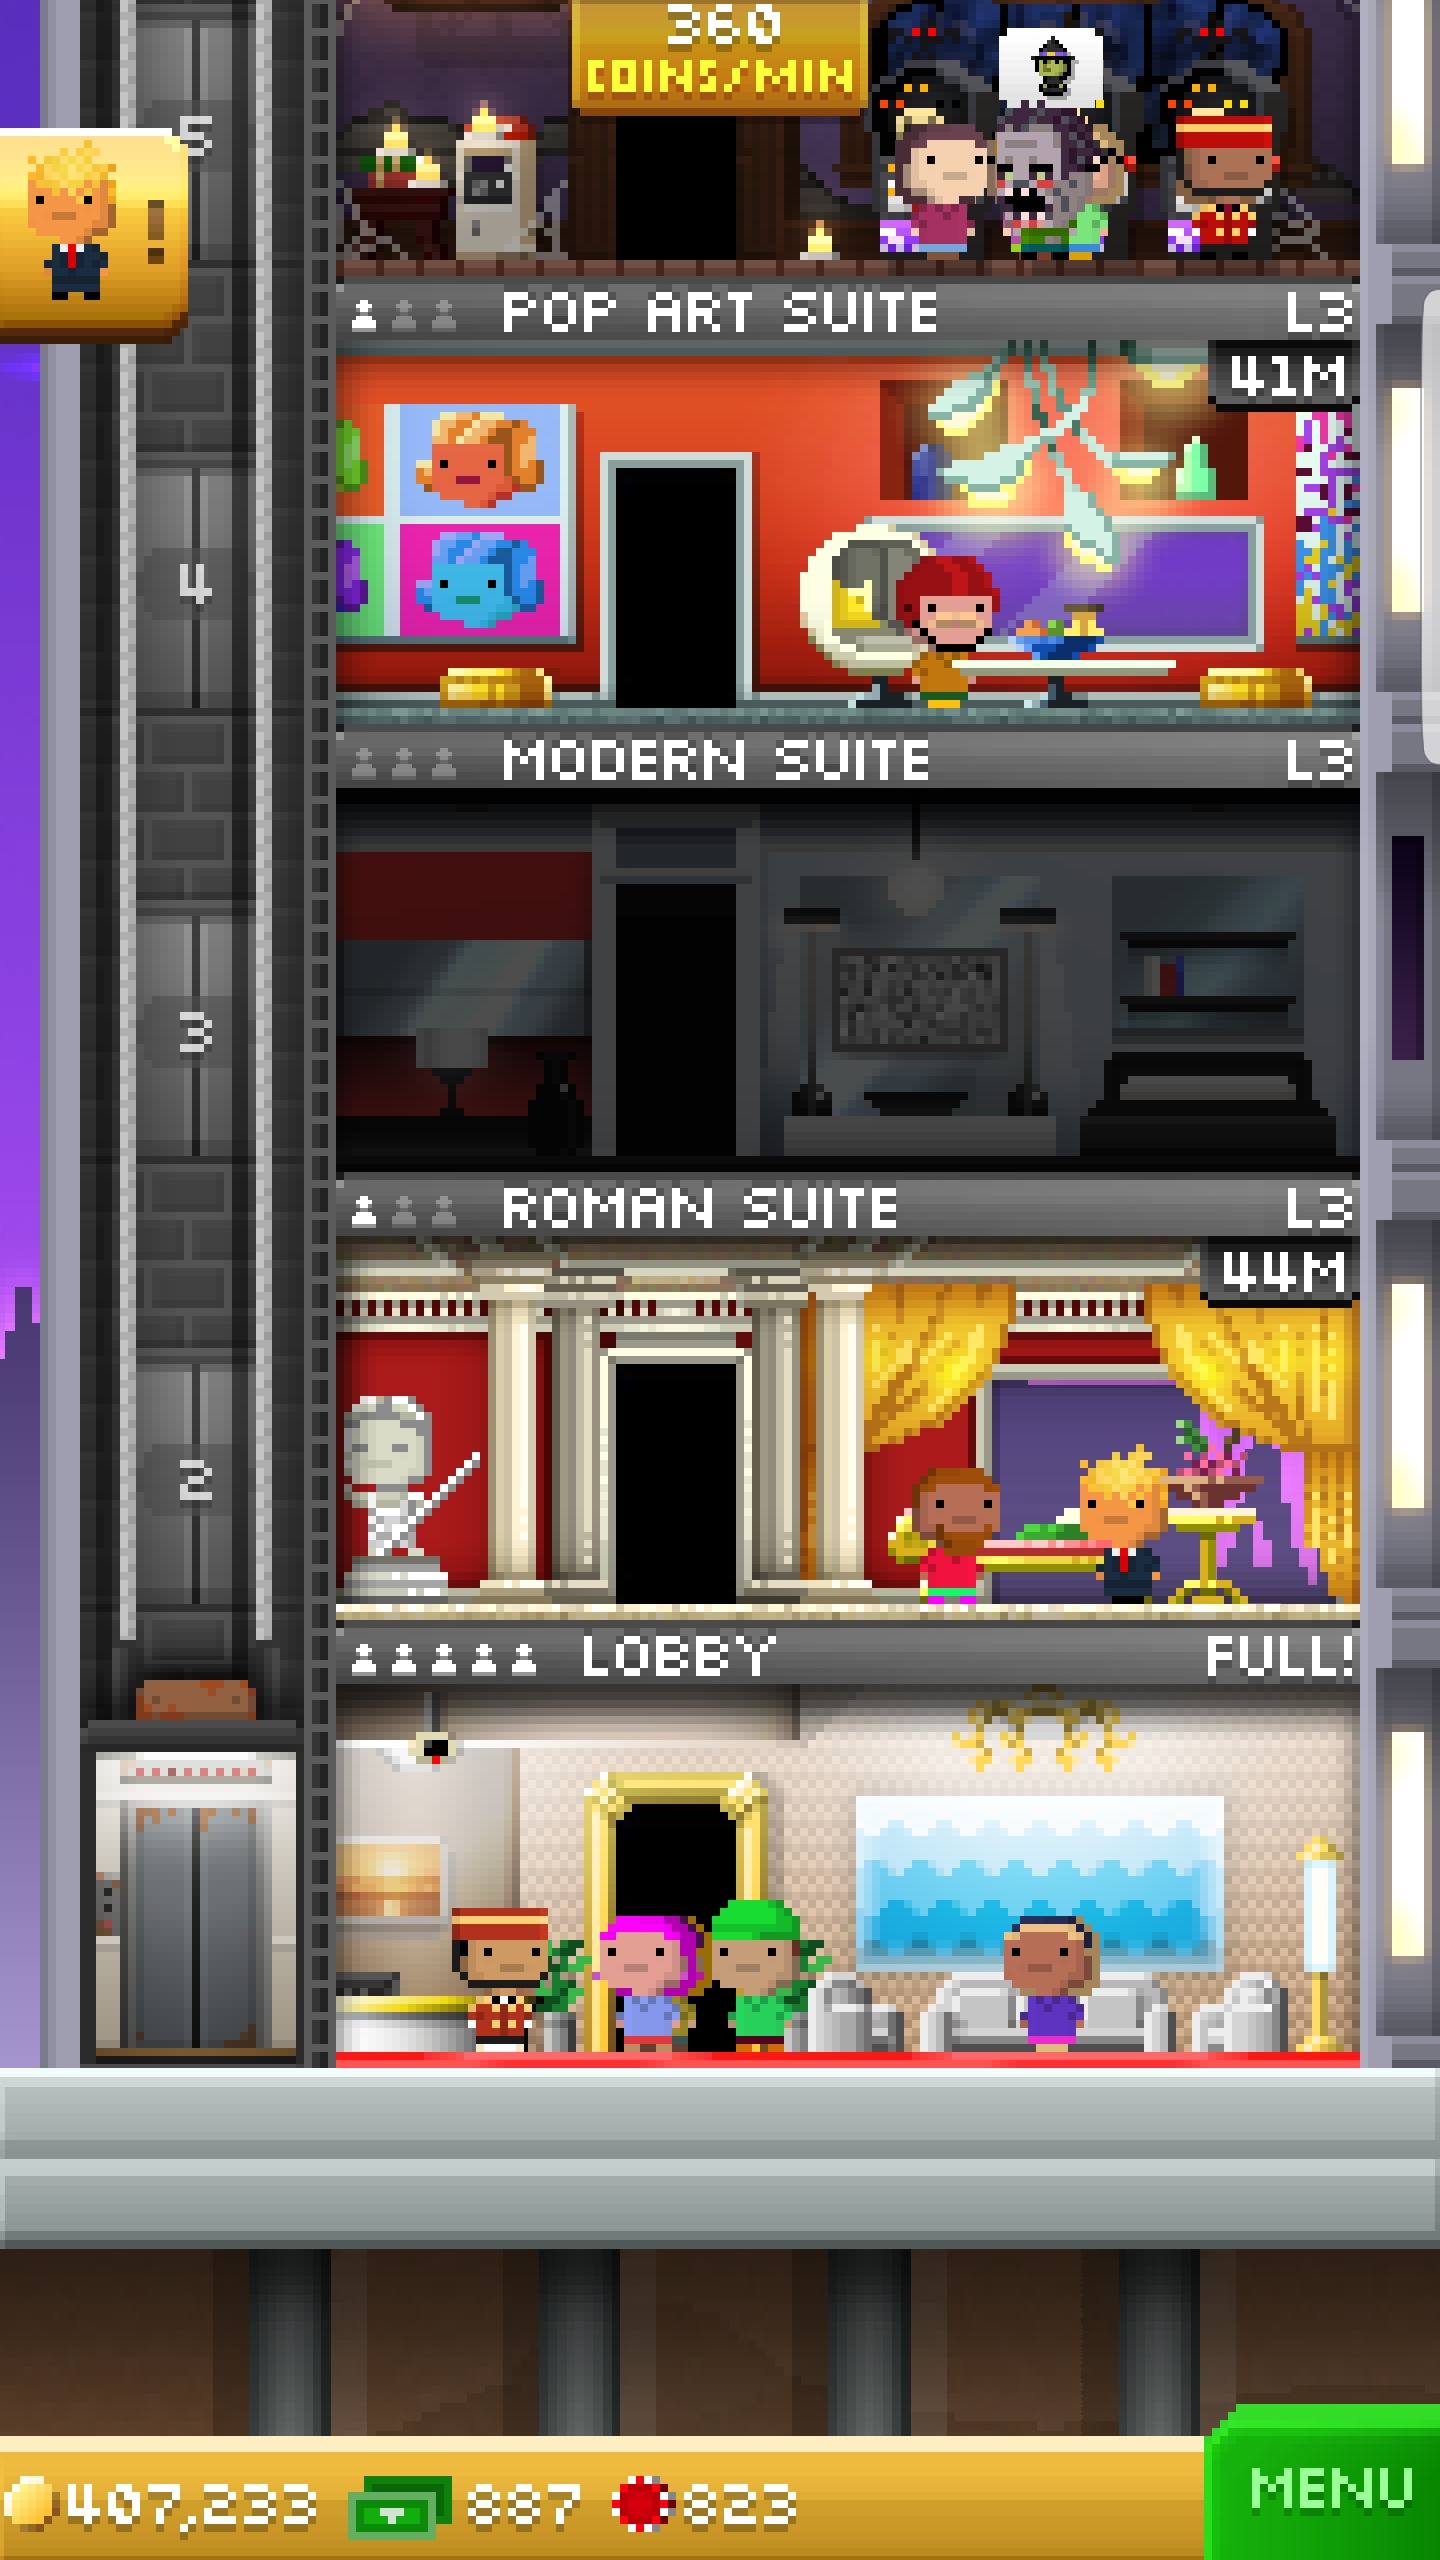 360
COINS/MIN
5
!
POP ART SUITE L3
41M
4
MODERN SUITE L3
3
ROMAN SUITE L3
44M
2
LOBBY FULL!
407,233 887 823
MENU